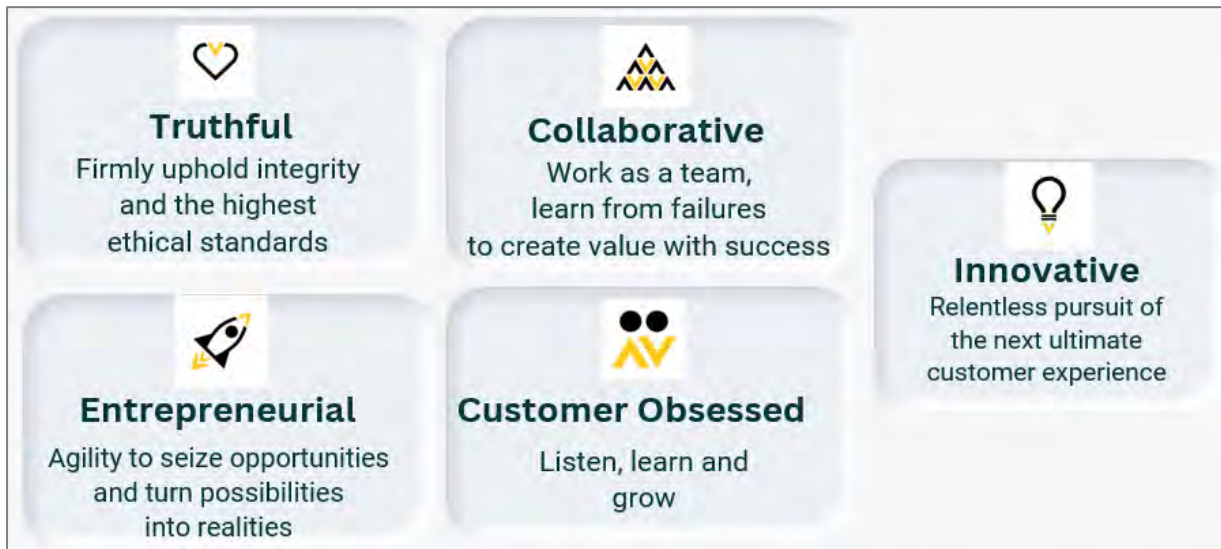 Truthful
Firmly uphold integrity
and the highest
ethical standards
Collaborative
Work as a team,
learn from failures
to create value with success
Innovative
Relentless pursuit of
the next ultimate
customer experience
Entrepreneurial
Agility to seize opportunities
and turn possibilities
into realities
Customer Obsessed
Listen, learn and
grow